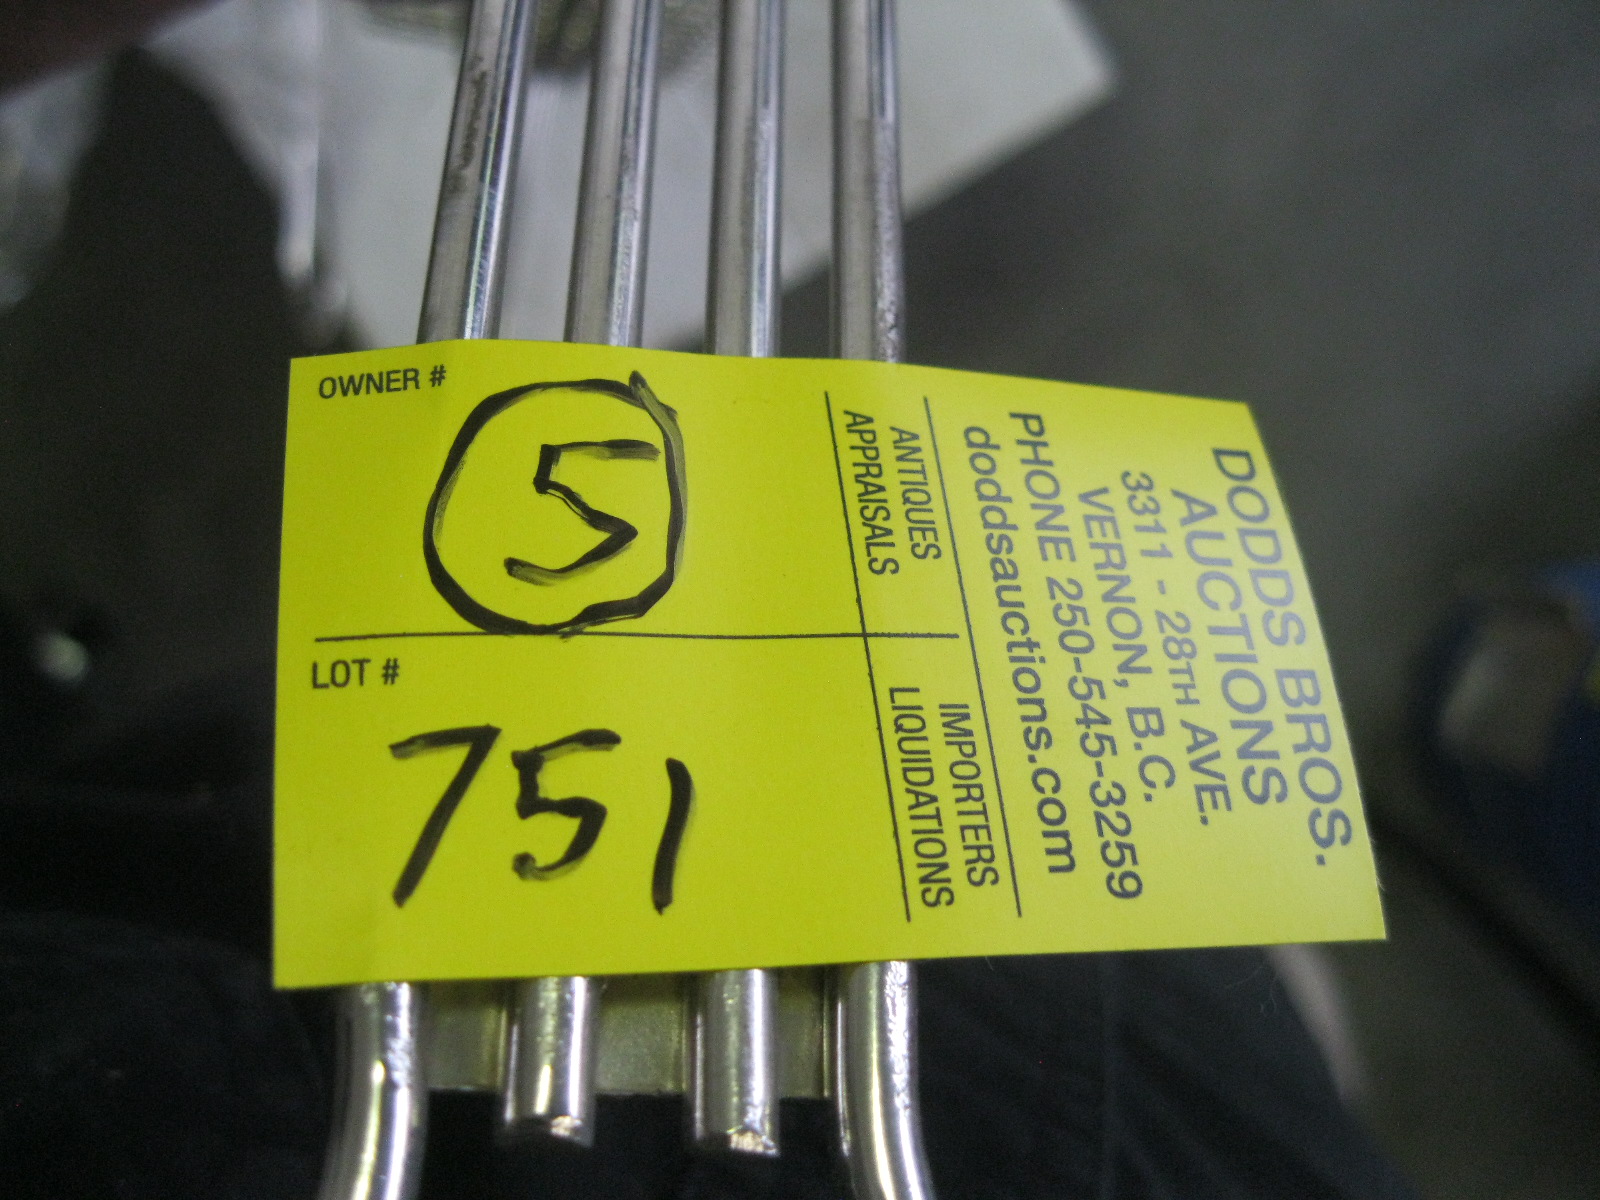 OWNER #
5
LOT #
751
ANTIQUES
APPRAISALS
IMPORTERS
LIQUIDATIONS
DODDS BROS.
AUCTIONS
3311 - 28TH AVE.
VERNON, B.C.
PHONE 250-545-3259
doddsauctions.com